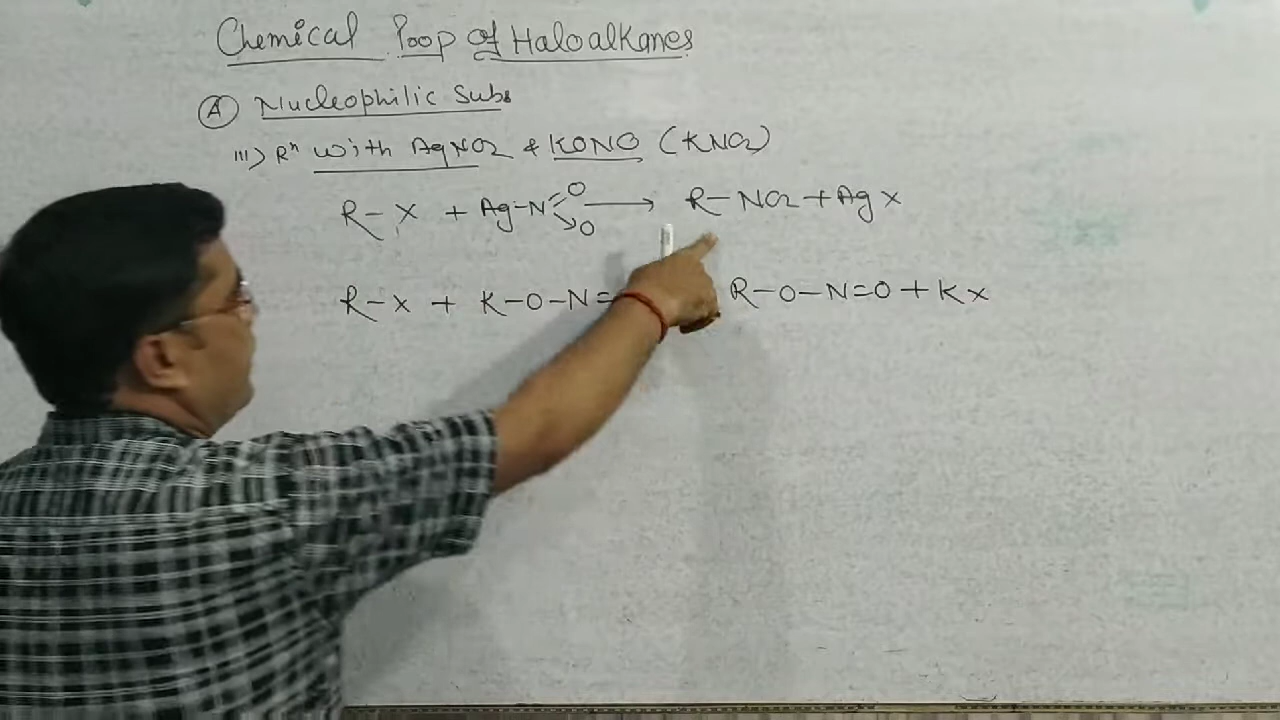 Chemical Poop of Haloalkanes
(A) Nucleophilic Subs
iii) Rⁿ with AgNO2 & KONO (KNO2)
R-X + Ag-N=O→O ⟶ R-NO2 + AgX
R-X + K-O-N= R-O-N=O + KX